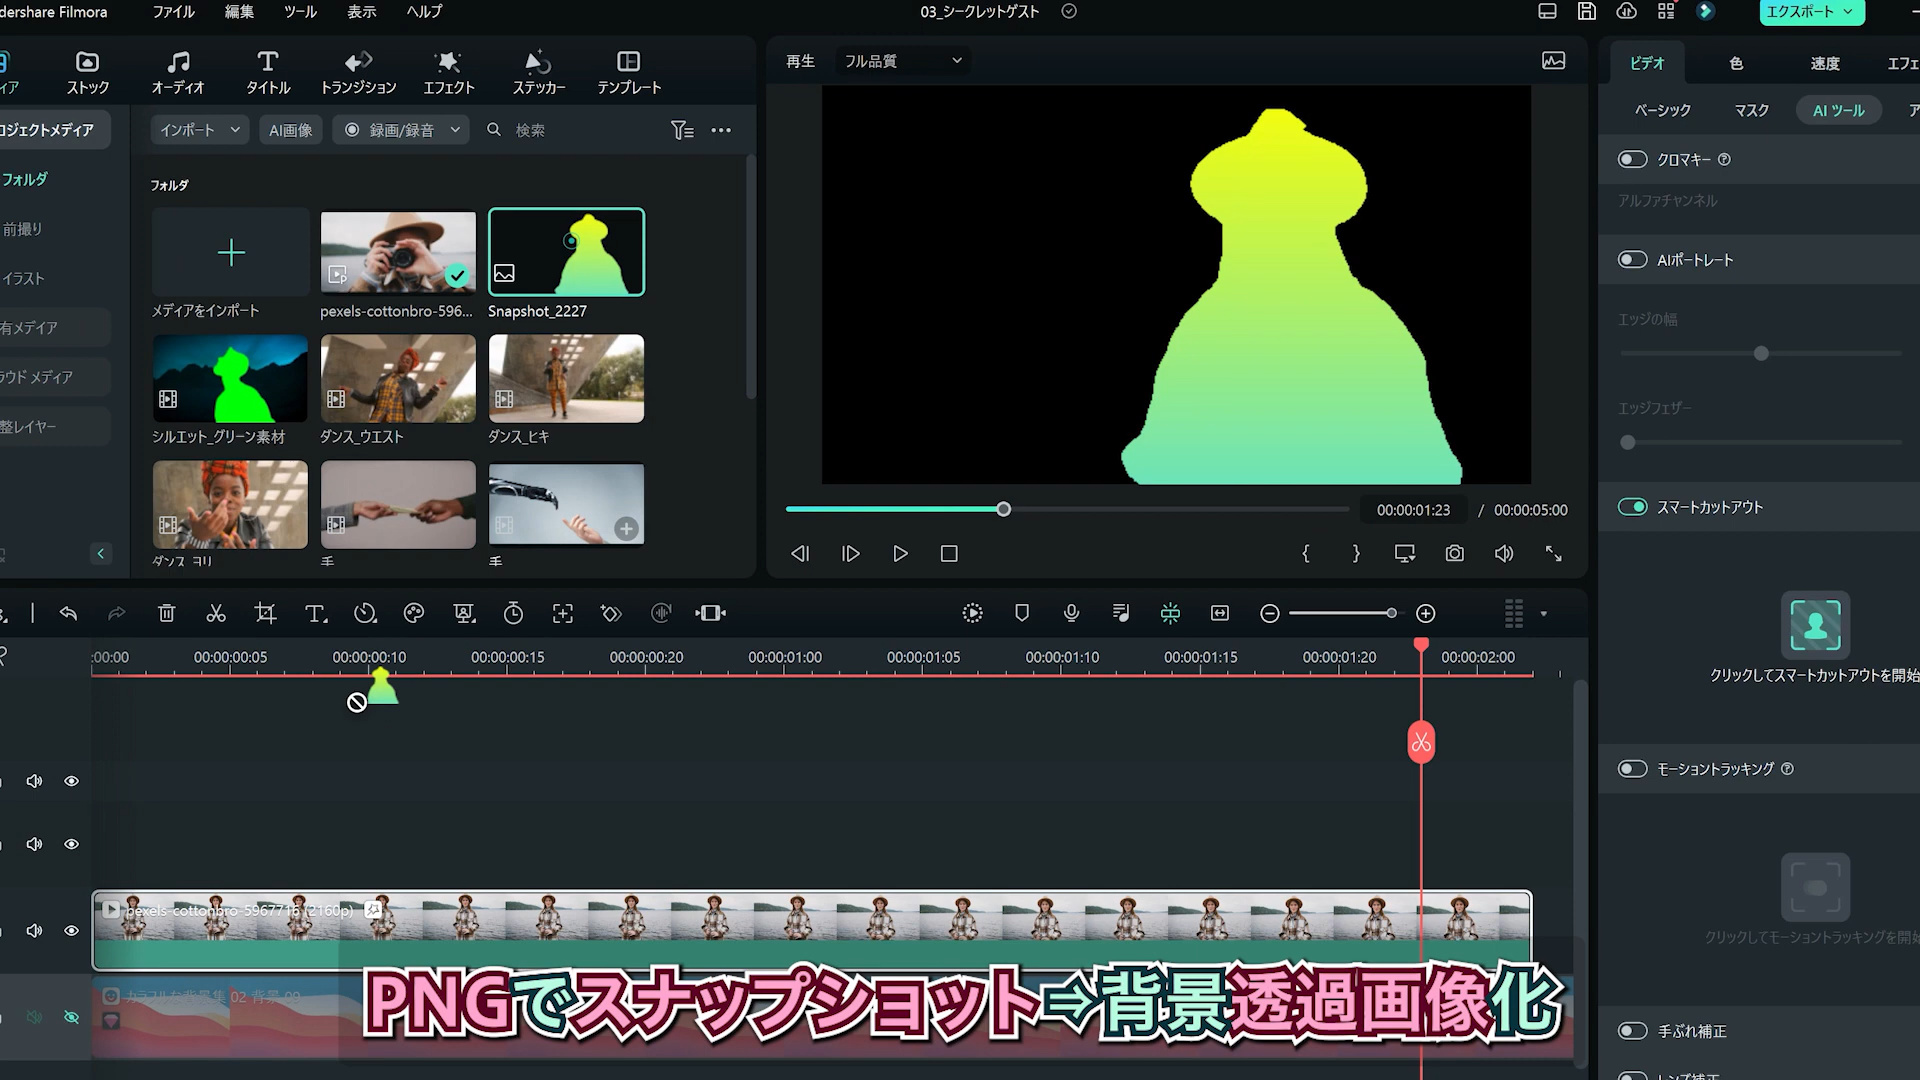 dershare Filmora
ファイル
編集
ツール
表示
ヘルプ
03_シークレットゲスト
エクスポート
ィア
ストック
オーディオ
タイトル
トランジション
エフェクト
ステッカー
テンプレート
ロジェクトメディア
フォルダ
前撮り
イラスト
有メディア
ラウド メディア
整レイヤー
インポート
AI画像
録画/録音
検索
フォルダ
メディアをインポート
pexels-cottonbro-596...
Snapshot_2227
シルエット_グリーン素材
ダンス_ウエスト
ダンス_ヒキ
ダンス_ヨリ
手
手
再生
フル品質
00:00:01:23 / 00:00:05:00
ビデオ
色
速度
エフェ
ベーシック
マスク
AI ツール
ア
クロマキー
アルファチャンネル
AIポートレート
エッジの幅
エッジフェザー
スマートカットアウト
クリックしてスマートカットアウトを開始
モーショントラッキング
クリックしてモーショントラッキングを開始
手ぶれ補正
レンズ補正
:00:00
00:00:00:05
00:00:00:10
00:00:00:15
00:00:00:20
00:00:01:00
00:00:01:05
00:00:01:10
00:00:01:15
00:00:01:20
00:00:02:00
pexels-cottonbro-5967716 (2160p)
カラフルな背景集 02 背景 09
PNGでスナップショット⇒背景透過画像化